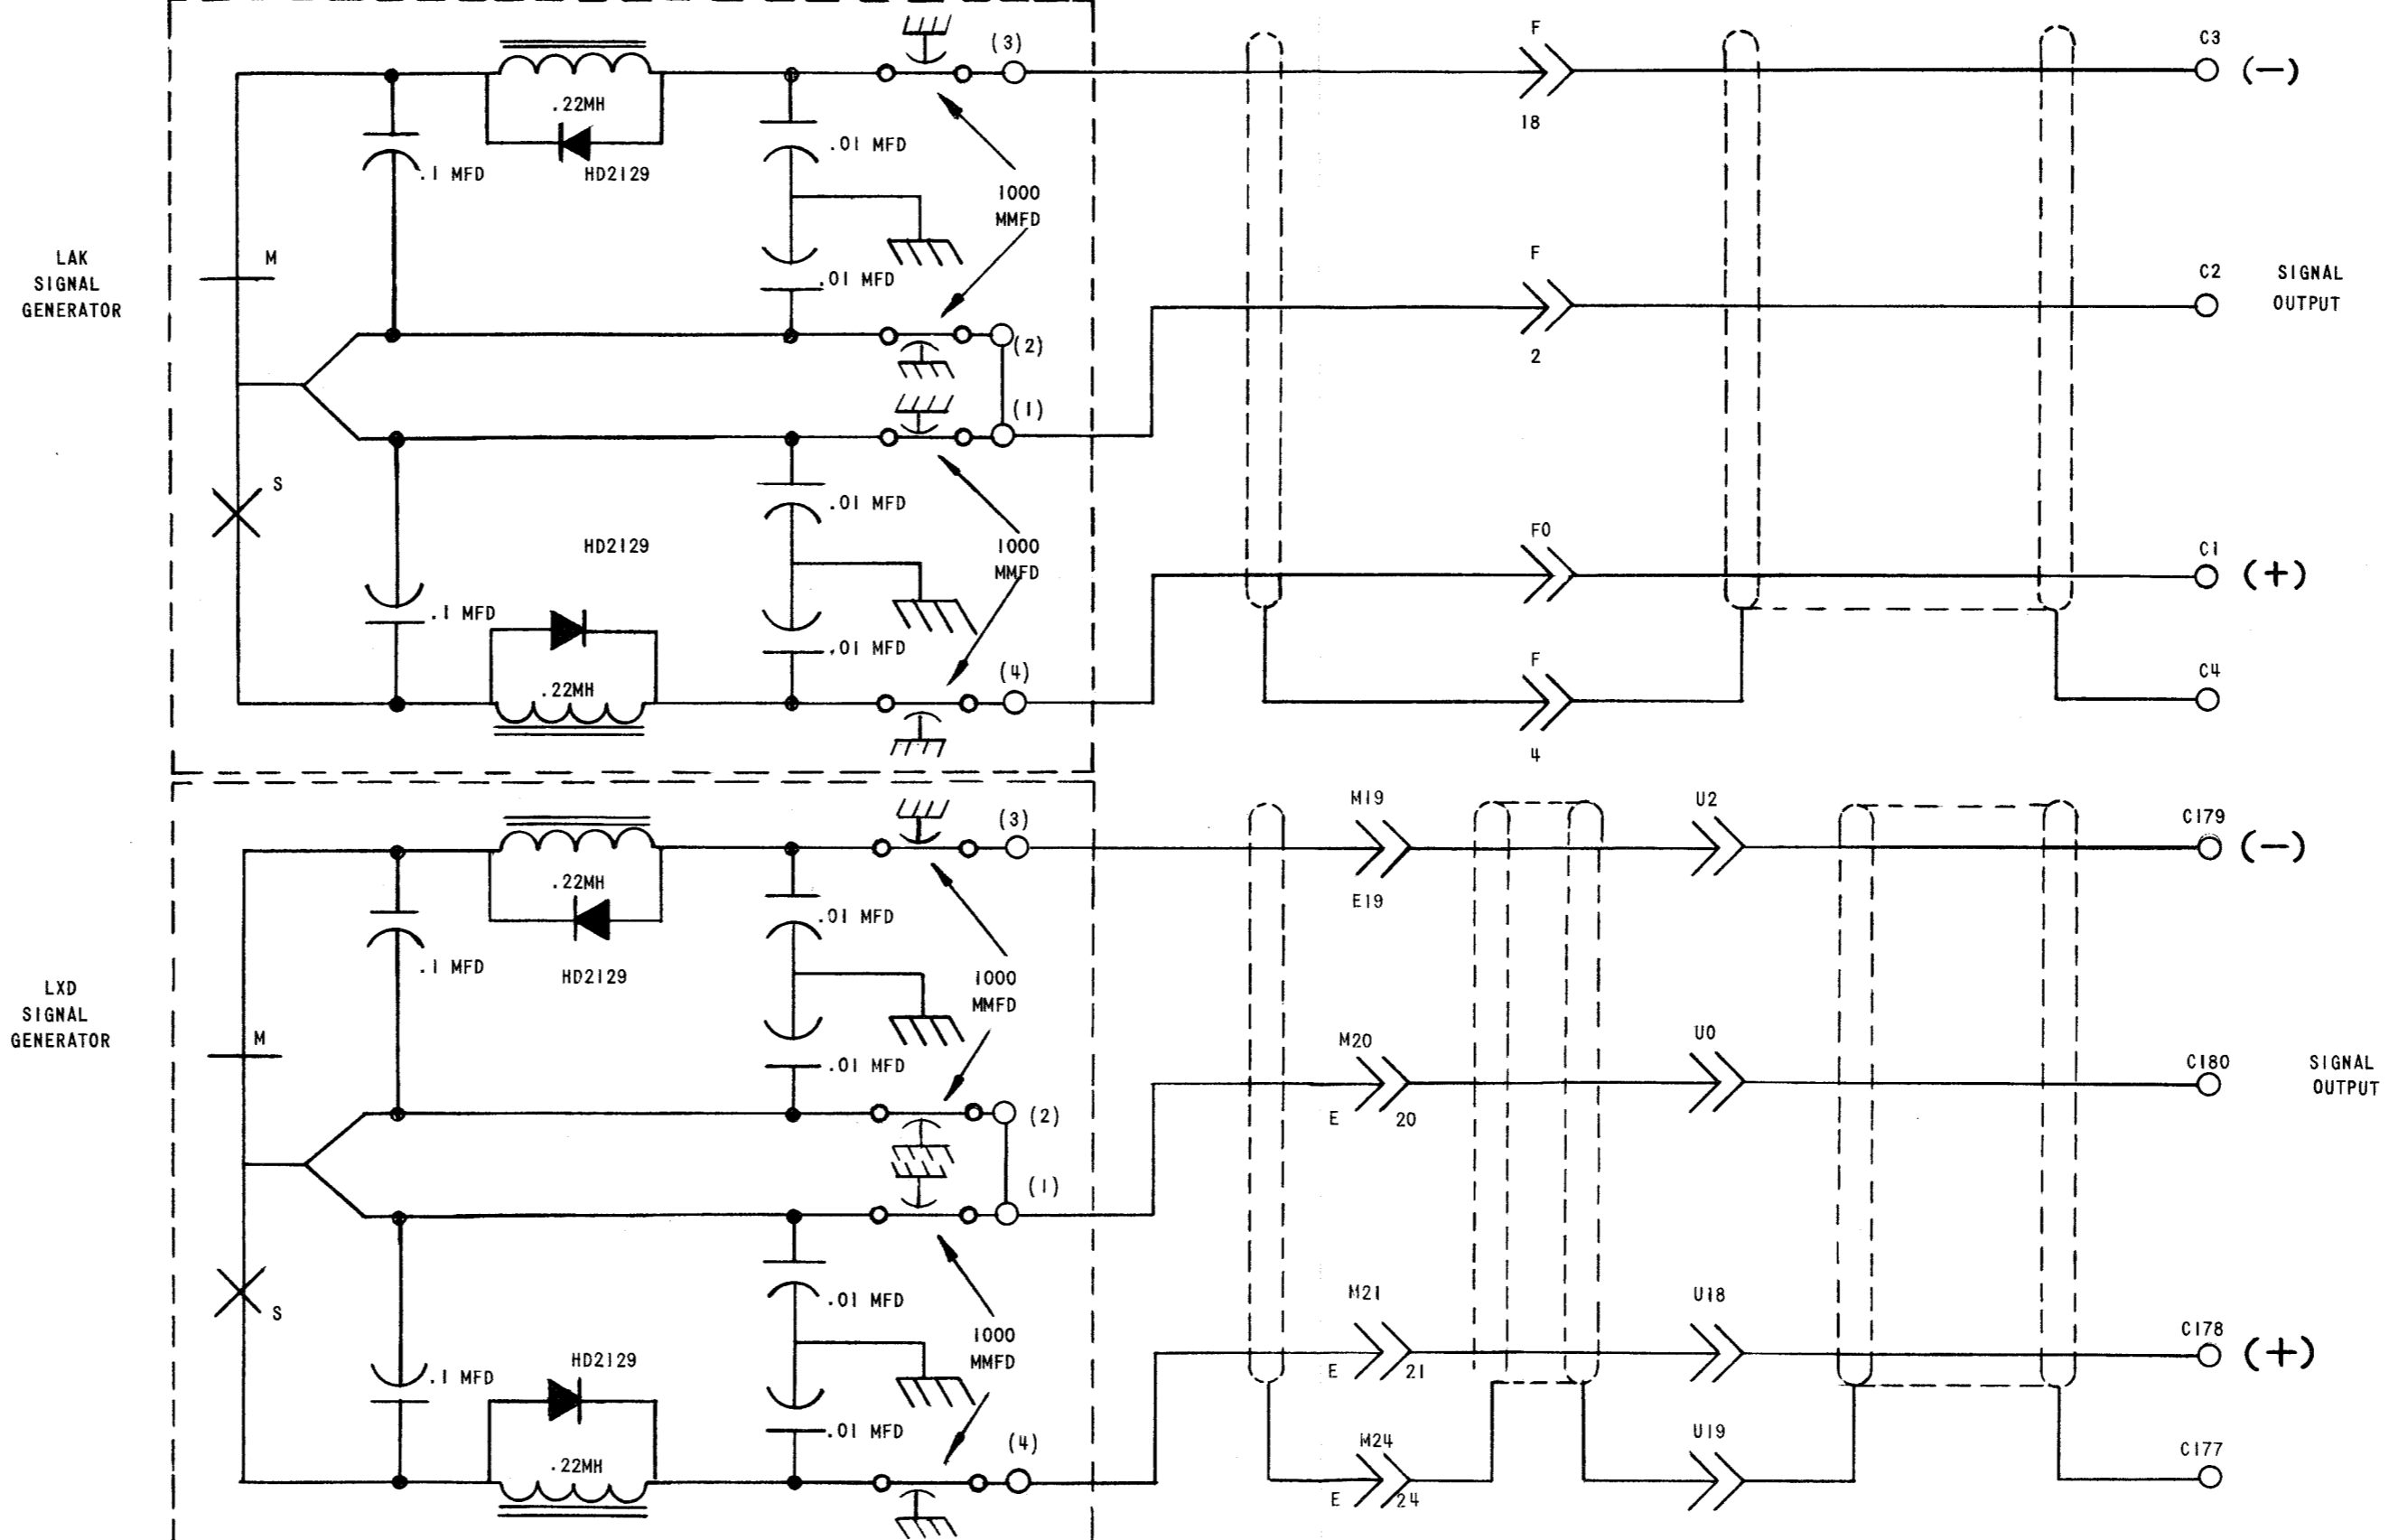 LAK
SIGNAL
GENERATOR
M
S
.1 MFD
.22MH
HD2129
.01 MFD
.01 MFD
(3)
1000
MMFD
(2)
(1)
.01 MFD
.01 MFD
1000
MMFD
HD2129
.1 MFD
.22MH
(4)
F
18
F
2
F0
F
4
C3
(-)
C2
SIGNAL
OUTPUT
C1
(+)
C4
LXD
SIGNAL
GENERATOR
M
S
.1 MFD
.22MH
HD2129
.01 MFD
.01 MFD
(3)
1000
MMFD
(2)
(1)
.01 MFD
.01 MFD
1000
MMFD
HD2129
.1 MFD
.22MH
(4)
M19
E19
U2
M20
E 20
U0
M21
E 21
U18
M24
E 24
U19
C179
(-)
C180
SIGNAL
OUTPUT
C178
(+)
C177